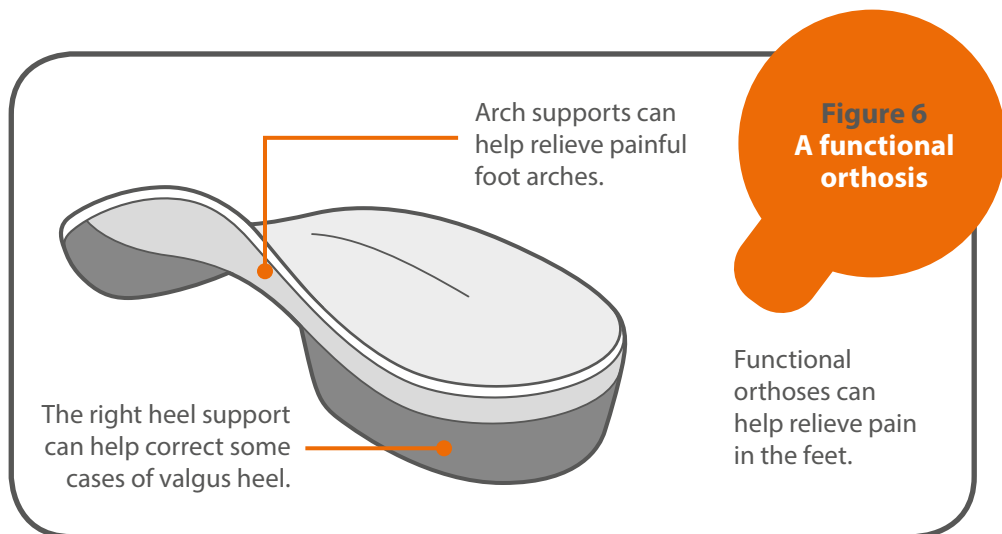 Figure 6
A functional
orthosis
Arch supports can
help relieve painful
foot arches.
The right heel support
can help correct some
cases of valgus heel.
Functional
orthoses can
help relieve pain
in the feet.